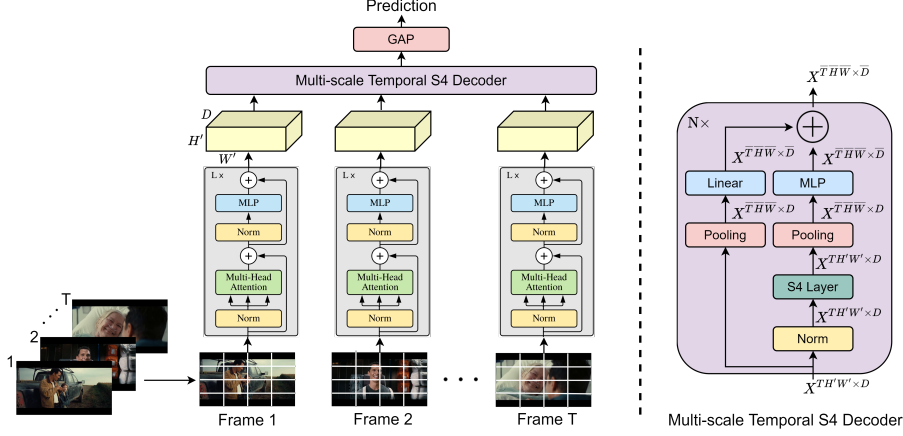 Prediction
GAP
Multi-scale Temporal S4 Decoder
D
H'
W'
L ×
MLP
Norm
Multi-Head
Attention
Norm
L ×
MLP
Norm
Multi-Head
Attention
Norm
L ×
MLP
Norm
Multi-Head
Attention
Norm
T
2
1
Frame 1
Frame 2
Frame T
X^{T̅H̅W̅×D̅}
N×
X^{T̅H̅W̅×D̅} X^{T̅H̅W̅×D̅}
Linear MLP
X^{T̅H̅W̅×D} X^{T̅H̅W̅×D}
Pooling Pooling
X^{TH'W'×D}
S4 Layer
X^{TH'W'×D}
Norm
X^{TH'W'×D}
Multi-scale Temporal S4 Decoder